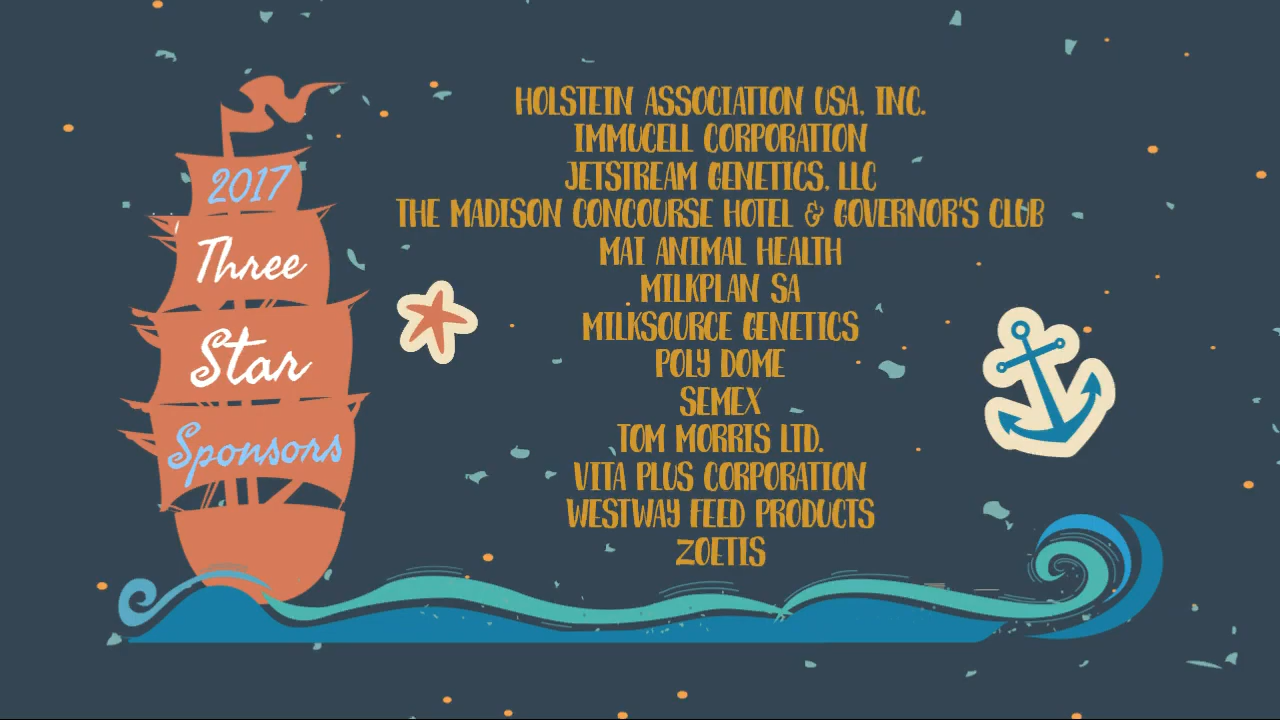 2017
Three
Star
Sponsors
HOLSTEIN ASSOCIATION USA, INC.
IMMUCELL CORPORATION
JETSTREAM GENETICS, LLC
THE MADISON CONCOURSE HOTEL & GOVERNOR'S CLUB
MAI ANIMAL HEALTH
MILKPLAN SA
MILKSOURCE GENETICS
POLY DOME
SEMEX
TOM MORRIS LTD.
VITA PLUS CORPORATION
WESTWAY FEED PRODUCTS
ZOETIS